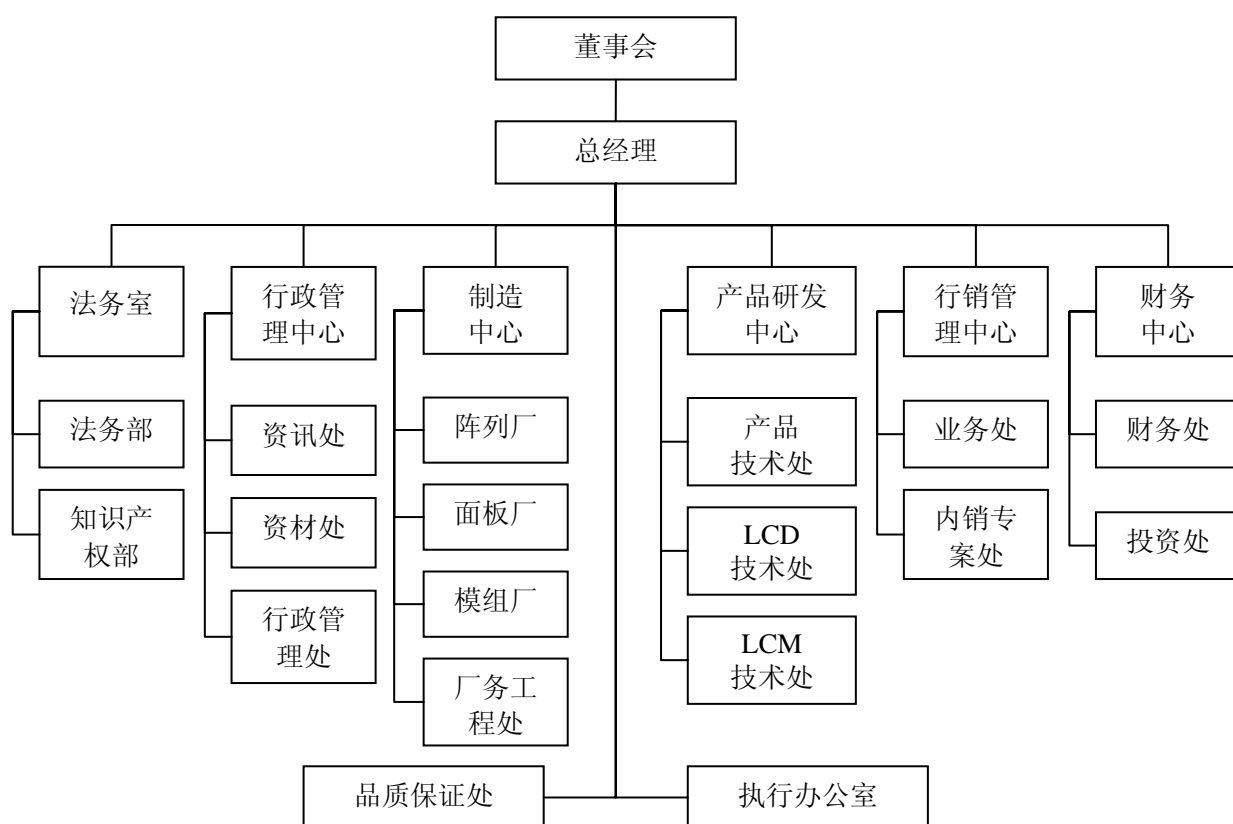 董事会
总经理
法务室
行政管
理中心
制造
中心
产品研发
中心
行销管
理中心
财务
中心
法务部
知识产
权部
资讯处
资材处
行政管
理处
阵列厂
面板厂
模组厂
厂务工
程处
产品
技术处
LCD
技术处
LCM
技术处
业务处
内销专
案处
财务处
投资处
品质保证处
执行办公室